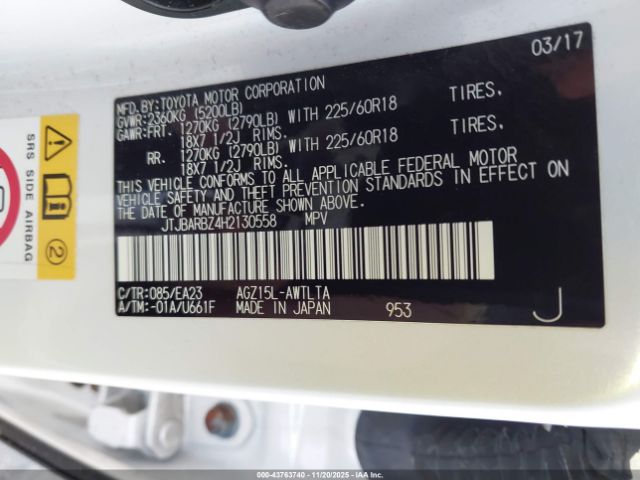 03/17
MFD.BY:TOYOTA MOTOR CORPORATION
GVWR:2360KG (5200LB)
GAWR:FRT. 1270KG (2790LB) WITH 225/60R18 TIRES.
18X7 1/2J RIMS.
RR. 1270KG (2790LB) WITH 225/60R18 TIRES.
18X7 1/2J RIMS.
THIS VEHICLE CONFORMS TO ALL APPLICABLE FEDERAL MOTOR
VEHICLE SAFETY AND THEFT PREVENTION STANDARDS IN EFFECT ON
THE DATE OF MANUFACTURE SHOWN ABOVE.
JTJBARBZ4H2130558 MPV
C/TR:085/EA23 AGZ15L-AWTLTA
A/TM:-01A/U661F MADE IN JAPAN 953 J
SRS SIDE AIRBAG
2
000-43763740 - 11/20/2025 - COPYRIGHT IAA